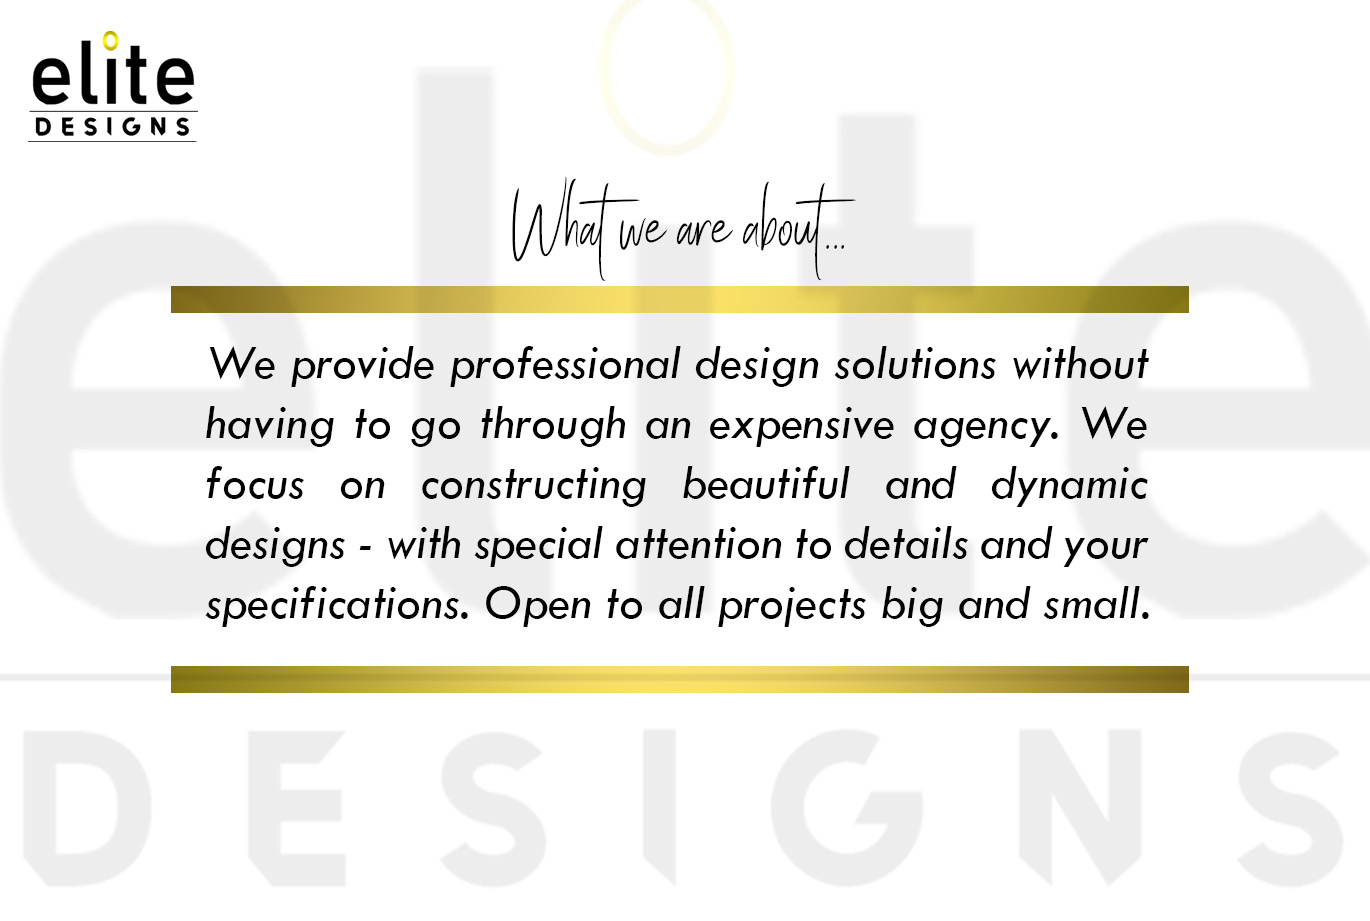 elite
DESIGNS
What we are about...
We provide professional design solutions without
having to go through an expensive agency. We
focus on constructing beautiful and dynamic
designs - with special attention to details and your
specifications. Open to all projects big and small.
elite
DESIGNS